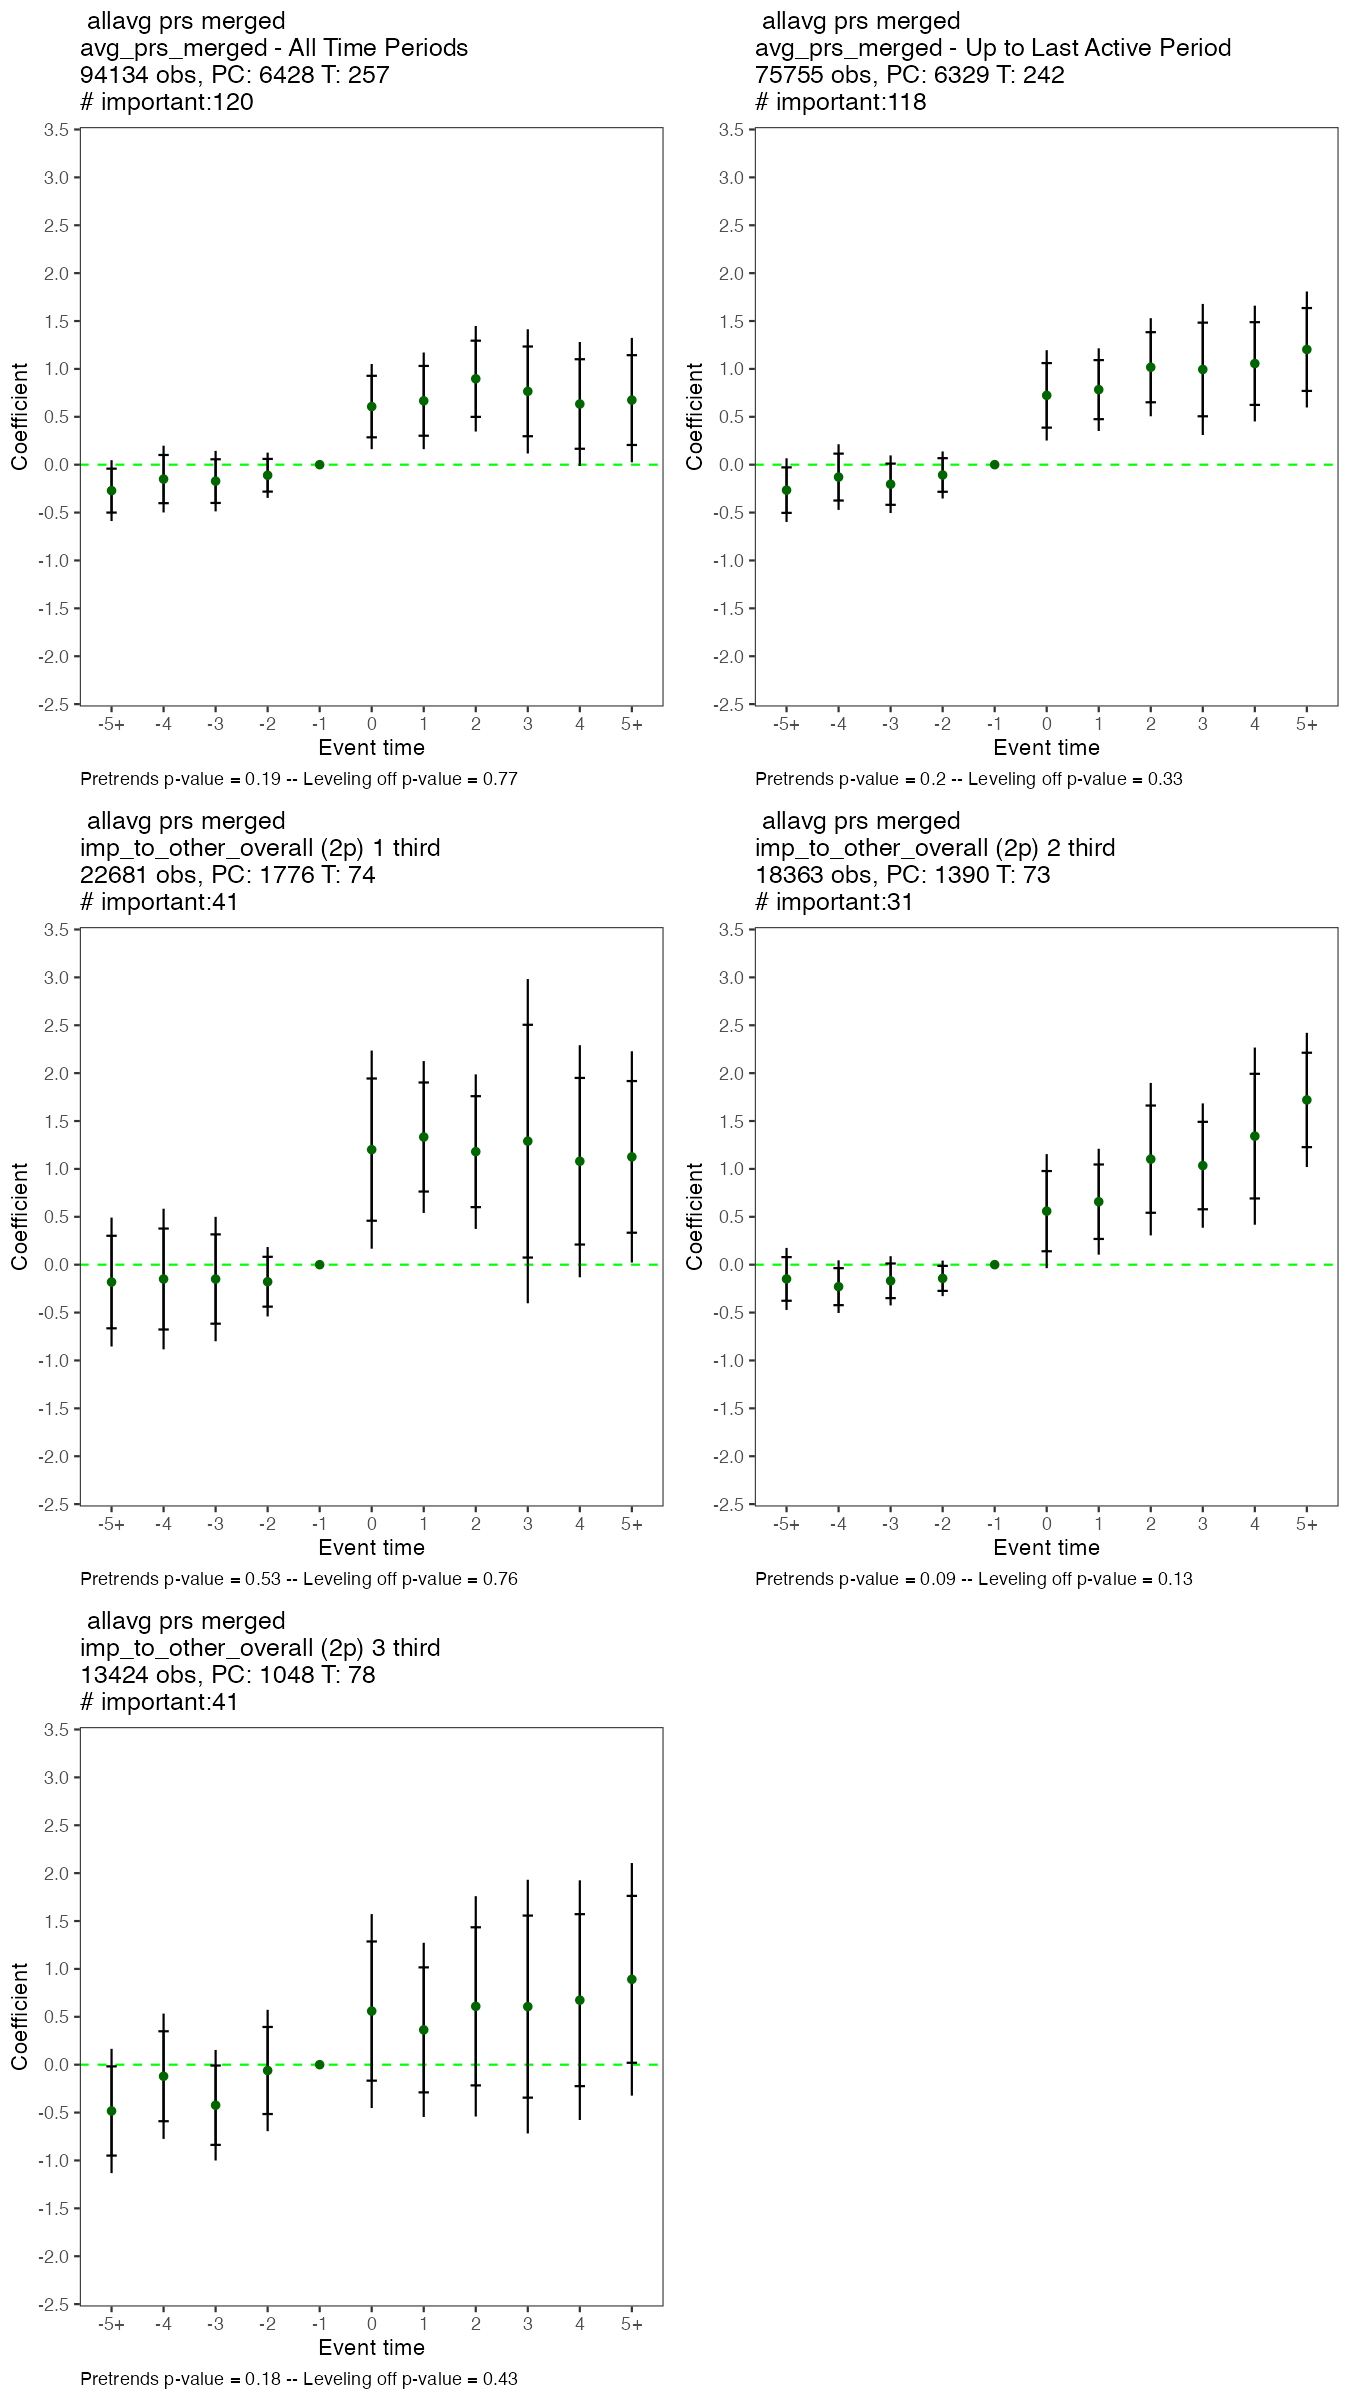 allavg prs merged
avg_prs_merged - All Time Periods
94134 obs, PC: 6428 T: 257
# important:120
3.5
3.0
2.5
2.0
1.5
1.0
0.5
0.0
-0.5
-1.0
-1.5
-2.0
-2.5
Coefficient
-5+ -4 -3 -2 -1 0 1 2 3 4 5+
Event time
Pretrends p-value = 0.19 -- Leveling off p-value = 0.77
allavg prs merged
avg_prs_merged - Up to Last Active Period
75755 obs, PC: 6329 T: 242
# important:118
3.5
3.0
2.5
2.0
1.5
1.0
0.5
0.0
-0.5
-1.0
-1.5
-2.0
-2.5
Coefficient
-5+ -4 -3 -2 -1 0 1 2 3 4 5+
Event time
Pretrends p-value = 0.2 -- Leveling off p-value = 0.33
allavg prs merged
imp_to_other_overall (2p) 1 third
22681 obs, PC: 1776 T: 74
# important:41
3.5
3.0
2.5
2.0
1.5
1.0
0.5
0.0
-0.5
-1.0
-1.5
-2.0
-2.5
Coefficient
-5+ -4 -3 -2 -1 0 1 2 3 4 5+
Event time
Pretrends p-value = 0.53 -- Leveling off p-value = 0.76
allavg prs merged
imp_to_other_overall (2p) 2 third
18363 obs, PC: 1390 T: 73
# important:31
3.5
3.0
2.5
2.0
1.5
1.0
0.5
0.0
-0.5
-1.0
-1.5
-2.0
-2.5
Coefficient
-5+ -4 -3 -2 -1 0 1 2 3 4 5+
Event time
Pretrends p-value = 0.09 -- Leveling off p-value = 0.13
allavg prs merged
imp_to_other_overall (2p) 3 third
13424 obs, PC: 1048 T: 78
# important:41
3.5
3.0
2.5
2.0
1.5
1.0
0.5
0.0
-0.5
-1.0
-1.5
-2.0
-2.5
Coefficient
-5+ -4 -3 -2 -1 0 1 2 3 4 5+
Event time
Pretrends p-value = 0.18 -- Leveling off p-value = 0.43